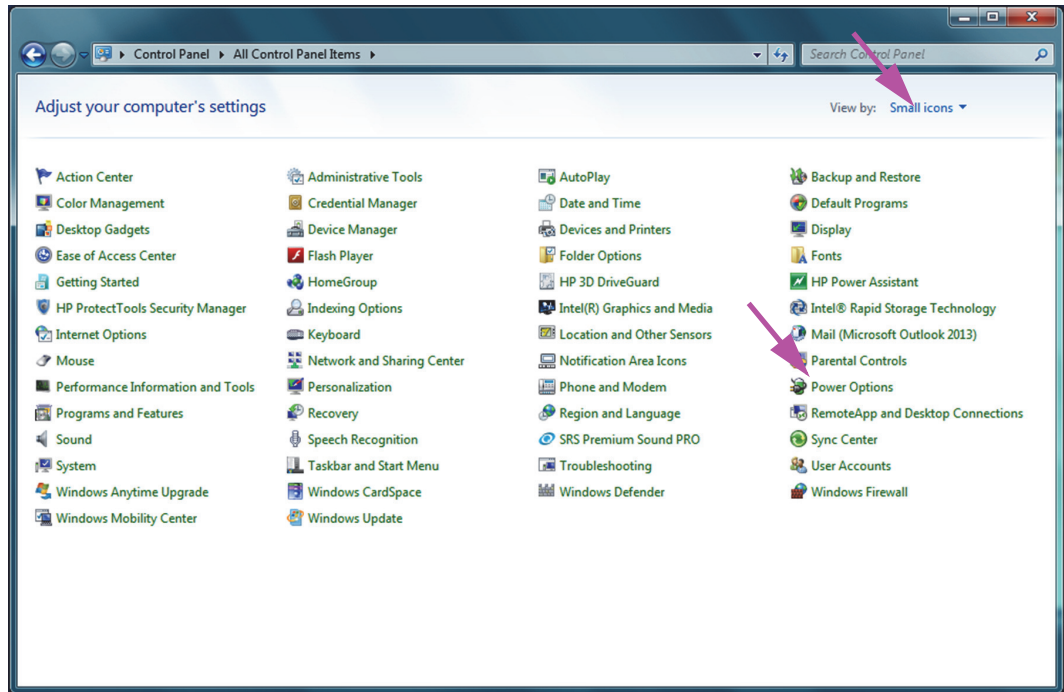 Control Panel All Control Panel Items Search Control Panel
Adjust your computer's settings View by: Small icons
Action Center Administrative Tools AutoPlay Backup and Restore
Color Management Credential Manager Date and Time Default Programs
Desktop Gadgets Device Manager Devices and Printers Display
Ease of Access Center Flash Player Folder Options Fonts
Getting Started HomeGroup HP 3D DriveGuard HP Power Assistant
HP ProtectTools Security Manager Indexing Options Intel(R) Graphics and Media Intel® Rapid Storage Technology
Internet Options Keyboard Location and Other Sensors Mail (Microsoft Outlook 2013)
Mouse Network and Sharing Center Notification Area Icons Parental Controls
Performance Information and Tools Personalization Phone and Modem Power Options
Programs and Features Recovery Region and Language RemoteApp and Desktop Connections
Sound Speech Recognition SRS Premium Sound PRO Sync Center
System Taskbar and Start Menu Troubleshooting User Accounts
Windows Anytime Upgrade Windows CardSpace Windows Defender Windows Firewall
Windows Mobility Center Windows Update